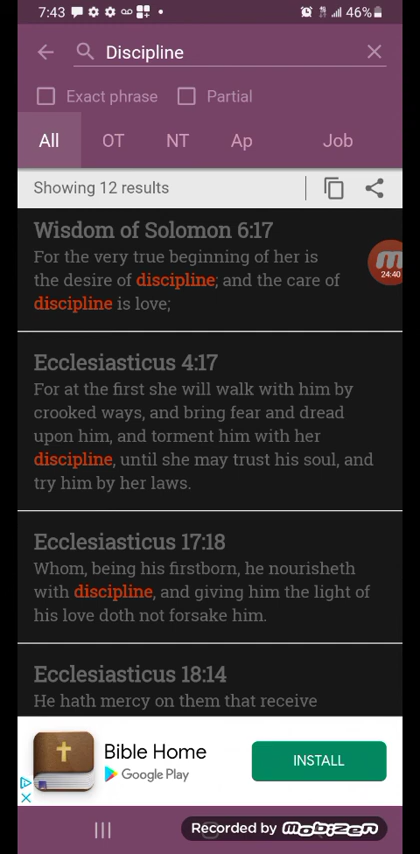 7:43 46%
Discipline
Exact phrase Partial
All OT NT Ap Job
Showing 12 results
Wisdom of Solomon 6:17
For the very true beginning of her is
the desire of discipline; and the care of
discipline is love;
24:40
Ecclesiasticus 4:17
For at the first she will walk with him by
crooked ways, and bring fear and dread
upon him, and torment him with her
discipline, until she may trust his soul, and
try him by her laws.
Ecclesiasticus 17:18
Whom, being his firstborn, he nourisheth
with discipline, and giving him the light of
his love doth not forsake him.
Ecclesiasticus 18:14
He hath mercy on them that receive
Bible Home
Google Play
INSTALL
Recorded by mobizen